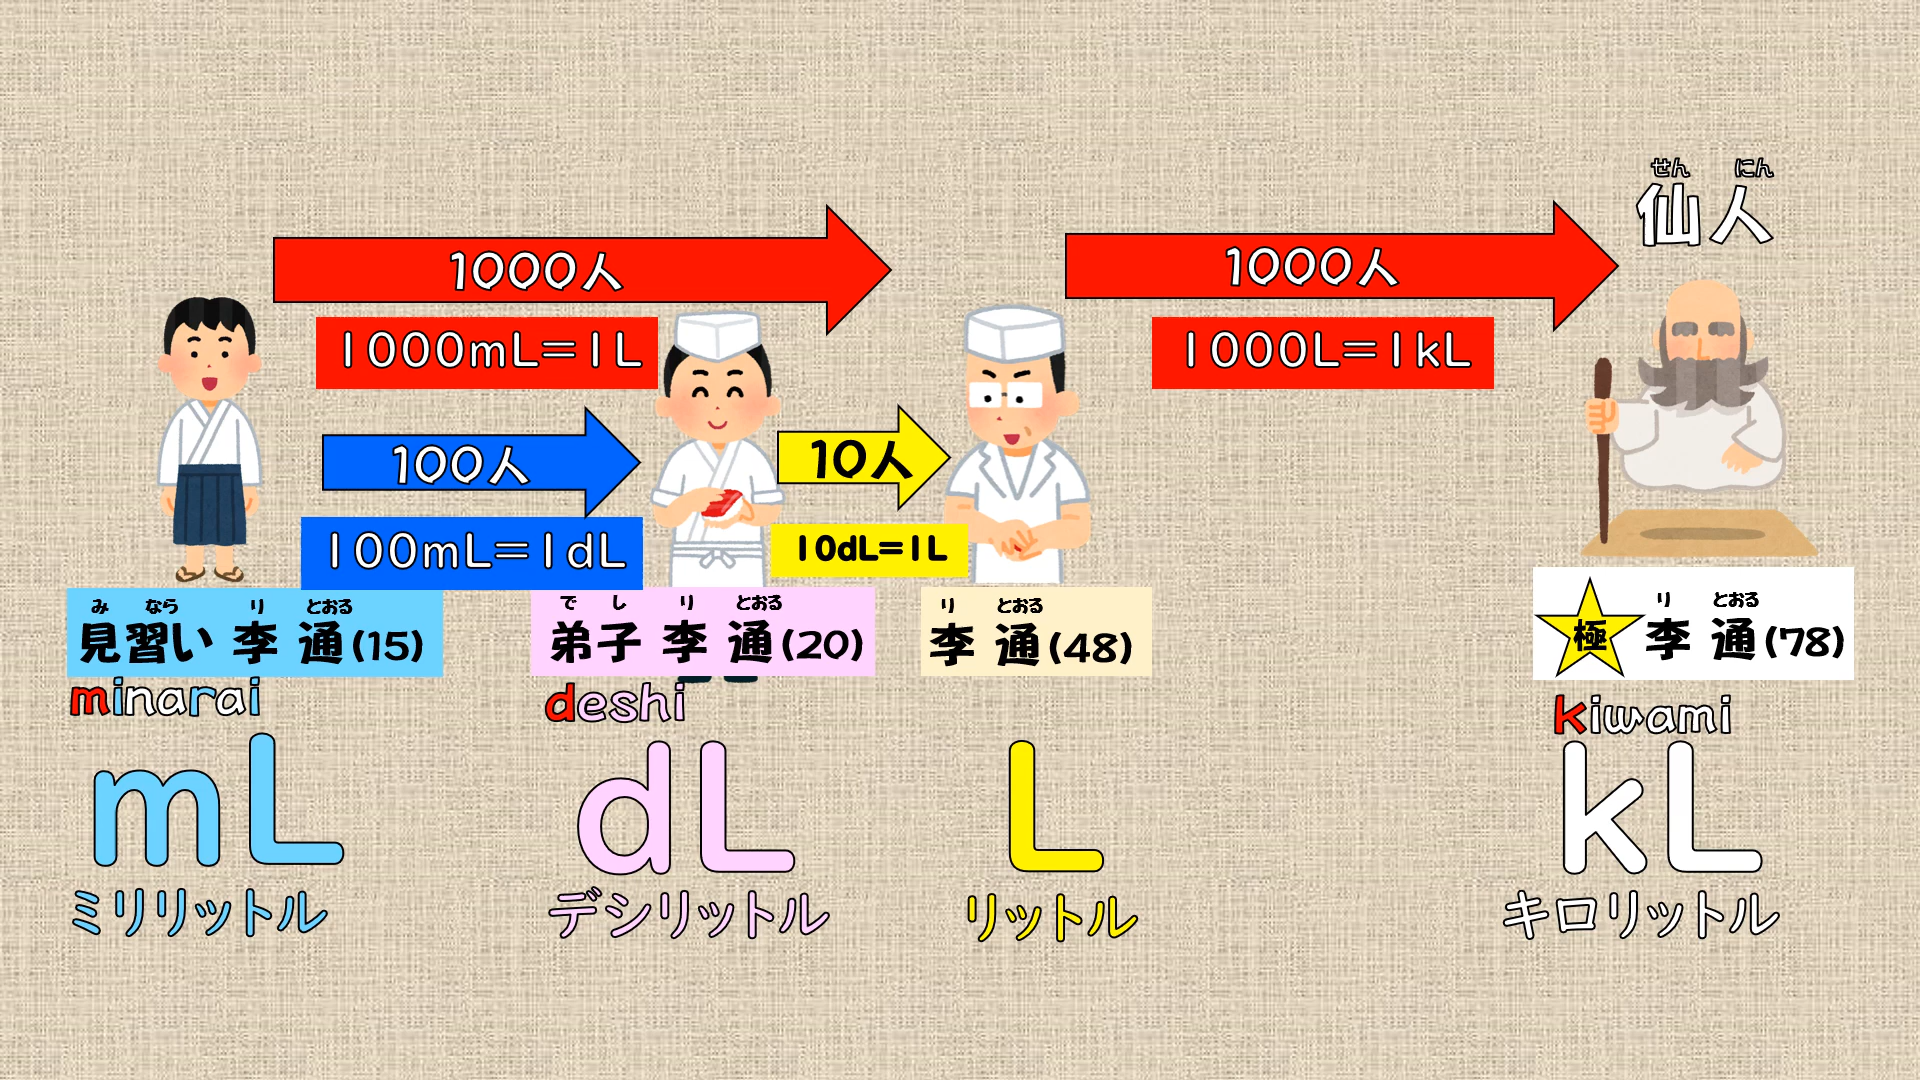 せん にん
仙人
1000人
1000人
1000mL=1L
1000L=1kL
100人
10人
100mL=1dL
10dL=1L
み なら り とおる
見習い 李 通(15)
で し り とおる
弟子 李 通(20)
り とおる
李 通(48)
り とおる
極 李 通(78)
minarai
deshi
kiwami
mL
dL
L
kL
ミリリットル
デシリットル
リットル
キロリットル